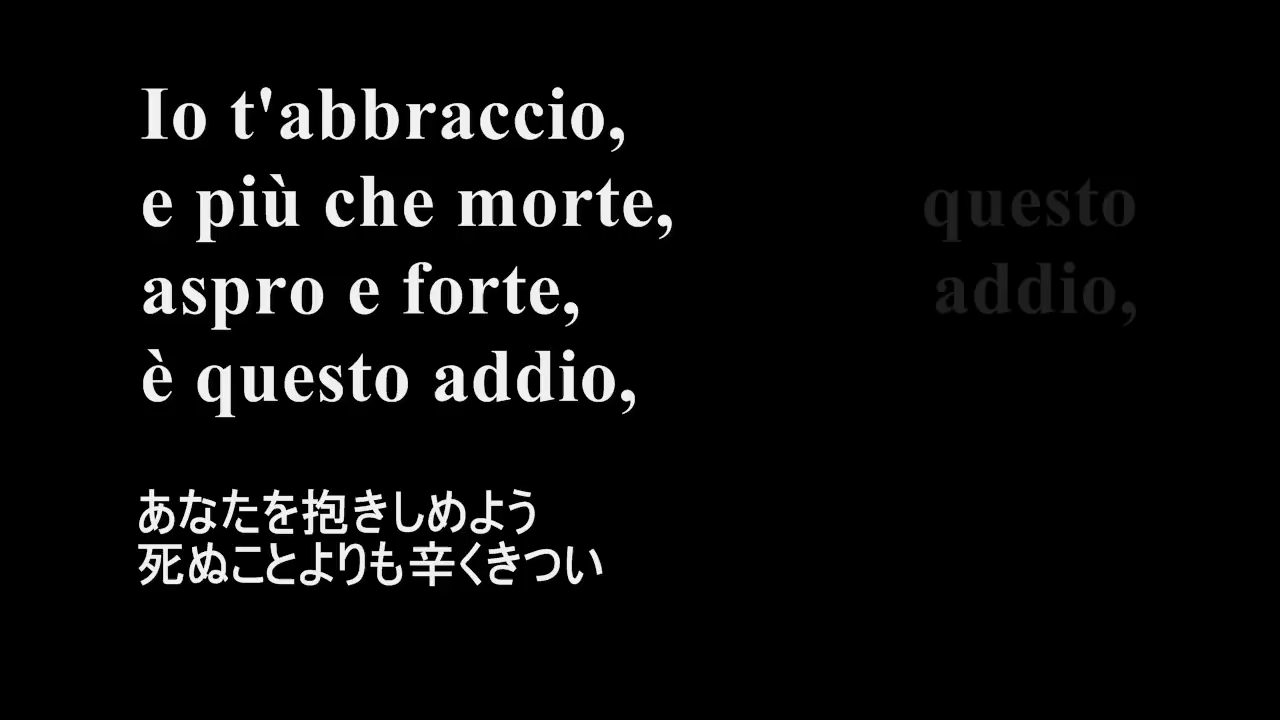 Io t'abbraccio,
e più che morte,
aspro e forte,
è questo addio,
questo
addio,
あなたを抱きしめよう
死ぬことよりも辛くきつい